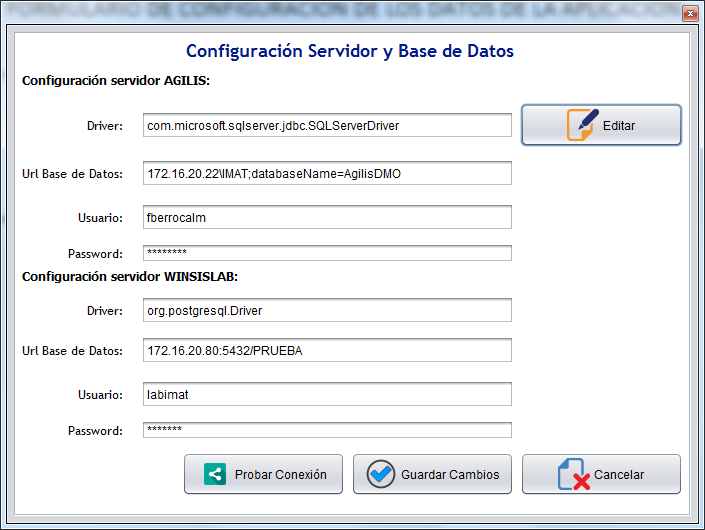 FORMULARIO DE CONFIGURACION DE LOS DATOS DE LA APLICACION
Configuración Servidor y Base de Datos
Configuración servidor AGILIS:
Driver: com.microsoft.sqlserver.jdbc.SQLServerDriver Editar
Url Base de Datos: 172.16.20.22\IMAT;databaseName=AgilisDMO
Usuario: fberrocalm
Password: ********
Configuración servidor WINSISLAB:
Driver: org.postgresql.Driver
Url Base de Datos: 172.16.20.80:5432/PRUEBA
Usuario: labimat
Password: *******
Probar Conexión Guardar Cambios Cancelar